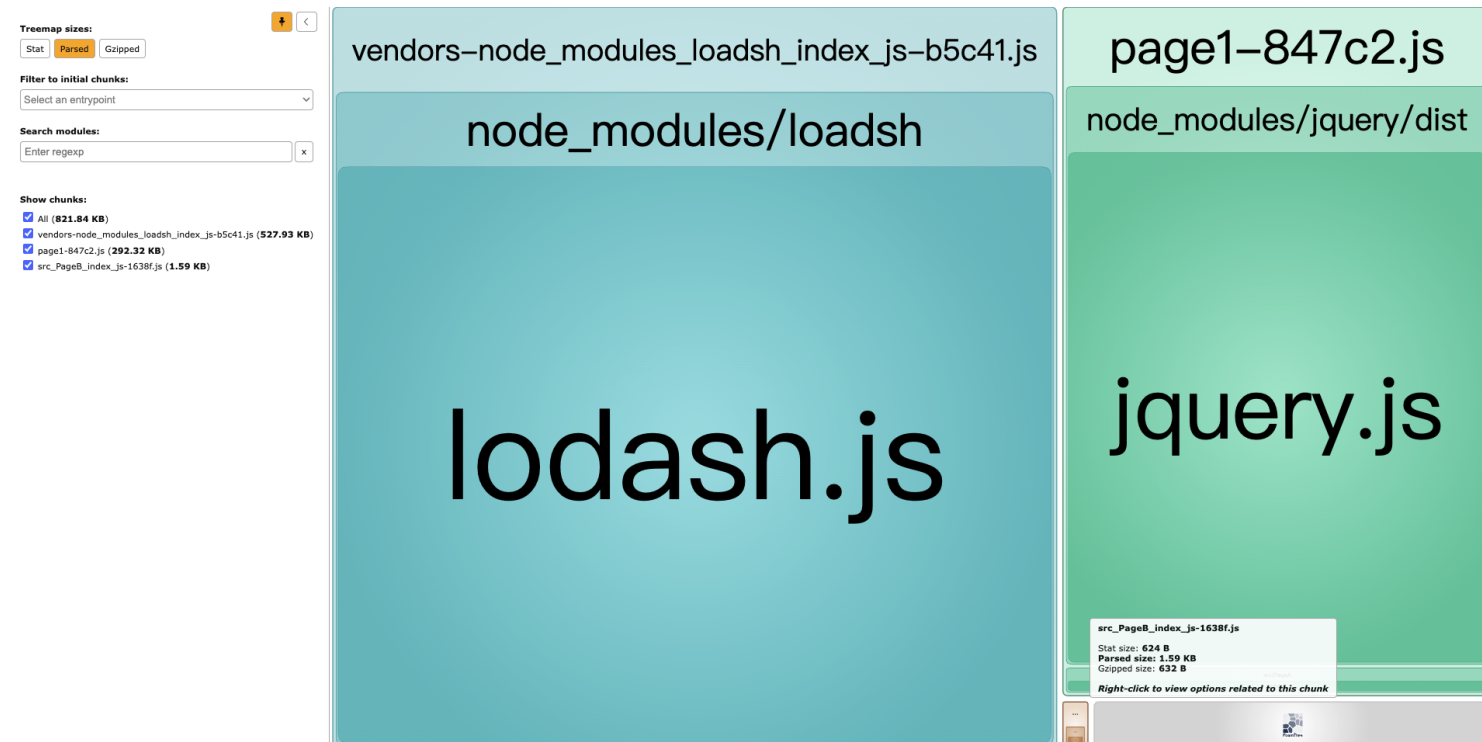 Treemap sizes:
Stat Parsed Gzipped
Filter to initial chunks:
Select an entrypoint
Search modules:
Enter regexp x
Show chunks:
All (821.84 KB)
vendors-node_modules_loadsh_index_js-b5c41.js (527.93 KB)
page1-847c2.js (292.32 KB)
src_PageB_index_js-1638f.js (1.59 KB)
vendors-node_modules_loadsh_index_js-b5c41.js
node_modules/loadsh
lodash.js
page1-847c2.js
node_modules/jquery/dist
jquery.js
src_PageB_index_js-1638f.js
Stat size: 624 B
Parsed size: 1.59 KB
Gzipped size: 632 B
Right-click to view options related to this chunk
...
FoamTree